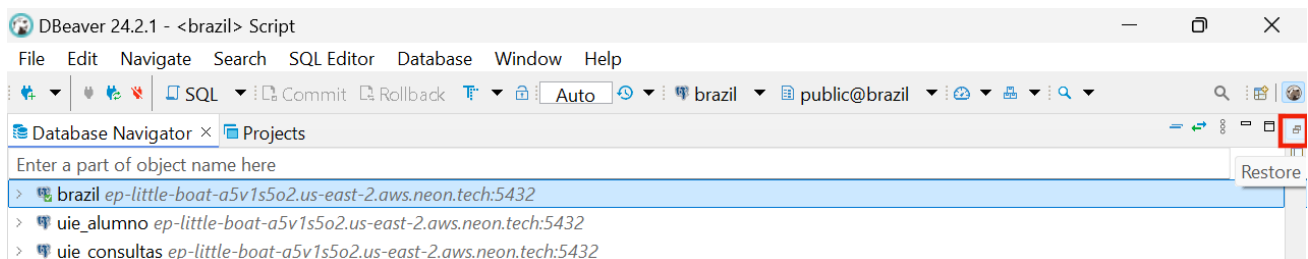 DBeaver 24.2.1 - <brazil> Script
File Edit Navigate Search SQL Editor Database Window Help
SQL Commit Rollback Auto brazil public@brazil
Database Navigator Projects
Enter a part of object name here
Restore
brazil ep-little-boat-a5v1s5o2.us-east-2.aws.neon.tech:5432
uie_alumno ep-little-boat-a5v1s5o2.us-east-2.aws.neon.tech:5432
uie_consultas ep-little-boat-a5v1s5o2.us-east-2.aws.neon.tech:5432